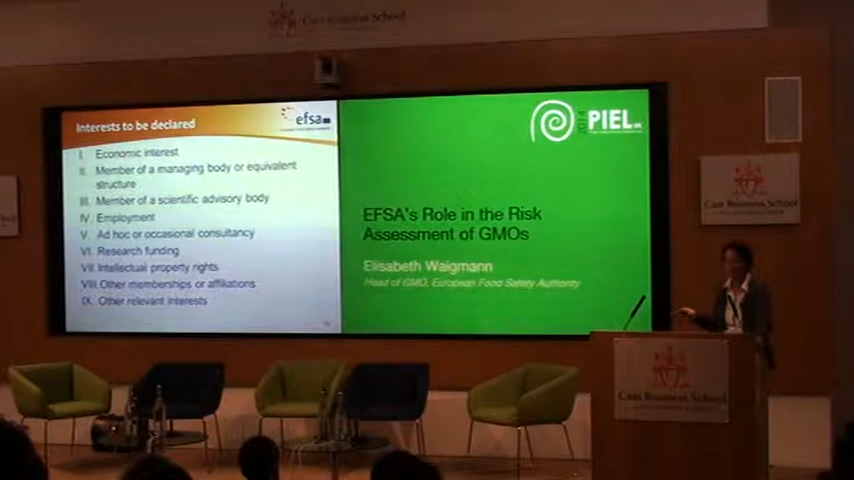 Cass Business School
Interests to be declared
efsa
I. Economic interest
II. Member of a managing body or equivalent
structure
III. Member of a scientific advisory body
IV. Employment
V. Ad hoc or occasional consultancy
VI. Research funding
VII. Intellectual property rights
VIII. Other memberships or affiliations
IX. Other relevant interests
2014 PIEL
EFSA's Role in the Risk
Assessment of GMOs
Elisabeth Waigmann
Head of GMO, European Food Safety Authority
Cass Business School
Cass Business School